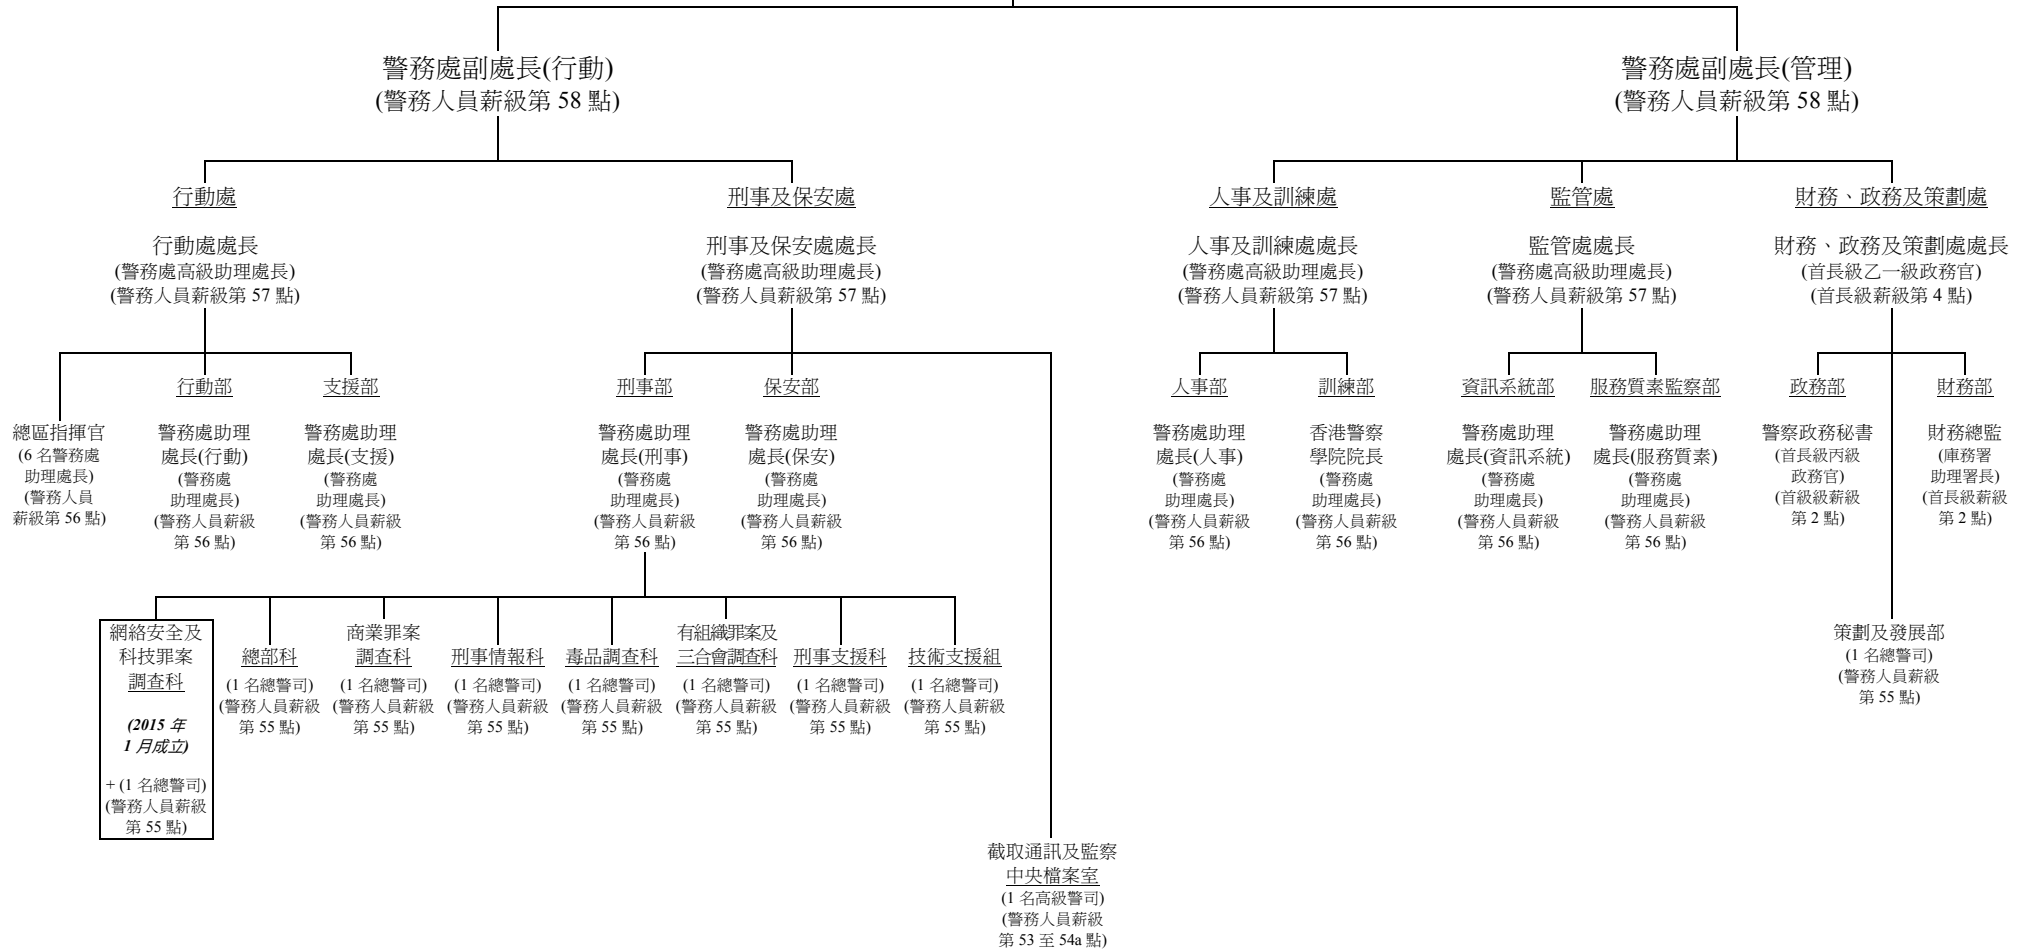 警務處副處長(行動)
(警務人員薪級第 58 點)
警務處副處長(管理)
(警務人員薪級第 58 點)
行動處
行動處處長
(警務處高級助理處長)
(警務人員薪級第 57 點)
刑事及保安處
刑事及保安處處長
(警務處高級助理處長)
(警務人員薪級第 57 點)
人事及訓練處
人事及訓練處處長
(警務處高級助理處長)
(警務人員薪級第 57 點)
監管處
監管處處長
(警務處高級助理處長)
(警務人員薪級第 57 點)
財務、政務及策劃處
財務、政務及策劃處處長
(首長級乙一級政務官)
(首長級薪級第 4 點)
總區指揮官
(6 名警務處
助理處長)
(警務人員
薪級第 56 點)
行動部
警務處助理
處長(行動)
(警務處
助理處長)
(警務人員薪級
第 56 點)
支援部
警務處助理
處長(支援)
(警務處
助理處長)
(警務人員薪級
第 56 點)
刑事部
警務處助理
處長(刑事)
(警務處
助理處長)
(警務人員薪級
第 56 點)
保安部
警務處助理
處長(保安)
(警務處
助理處長)
(警務人員薪級
第 56 點)
人事部
警務處助理
處長(人事)
(警務處
助理處長)
(警務人員薪級
第 56 點)
訓練部
香港警察
學院院長
(警務處
助理處長)
(警務人員薪級
第 56 點)
資訊系統部
警務處助理
處長(資訊系統)
(警務處
助理處長)
(警務人員薪級
第 56 點)
服務質素監察部
警務處助理
處長(服務質素)
(警務處
助理處長)
(警務人員薪級
第 56 點)
政務部
警察政務秘書
(首長級丙級
政務官)
(首級級薪級
第 2 點)
財務部
財務總監
(庫務署
助理署長)
(首長級薪級
第 2 點)
網絡安全及
科技罪案
調查科
(2015 年
1 月成立)
+ (1 名總警司)
(警務人員薪級
第 55 點)
總部科
(1 名總警司)
(警務人員薪級
第 55 點)
商業罪案
調查科
(1 名總警司)
(警務人員薪級
第 55 點)
刑事情報科
(1 名總警司)
(警務人員薪級
第 55 點)
毒品調查科
(1 名總警司)
(警務人員薪級
第 55 點)
有組織罪案及
三合會調查科
(1 名總警司)
(警務人員薪級
第 55 點)
刑事支援科
(1 名總警司)
(警務人員薪級
第 55 點)
技術支援組
(1 名總警司)
(警務人員薪級
第 55 點)
策劃及發展部
(1 名總警司)
(警務人員薪級
第 55 點)
截取通訊及監察
中央檔案室
(1 名高級警司)
(警務人員薪級
第 53 至 54a 點)